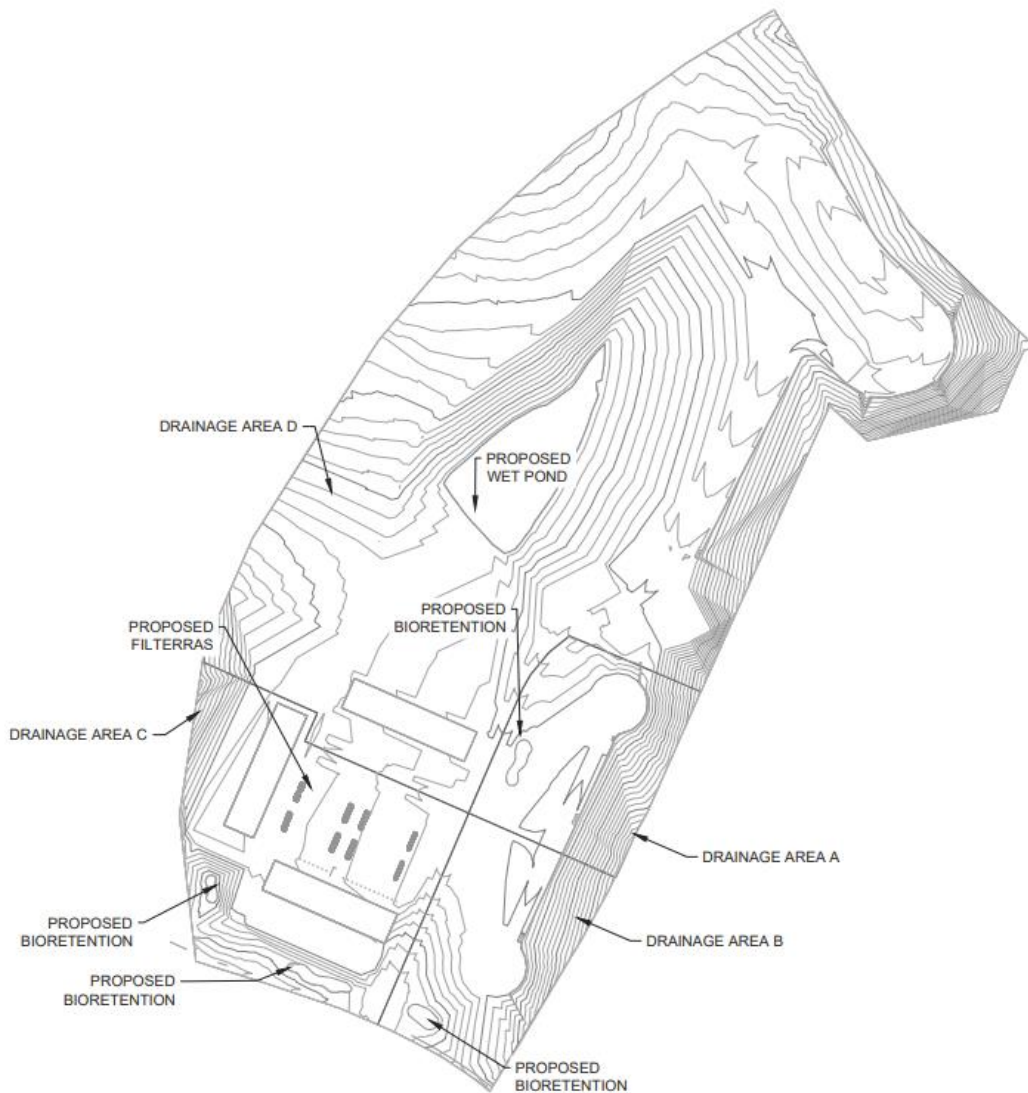 DRAINAGE AREA D
PROPOSED
WET POND
PROPOSED
BIORETENTION
PROPOSED
FILTERRAS
DRAINAGE AREA C
DRAINAGE AREA A
PROPOSED
BIORETENTION
DRAINAGE AREA B
PROPOSED
BIORETENTION
PROPOSED
BIORETENTION